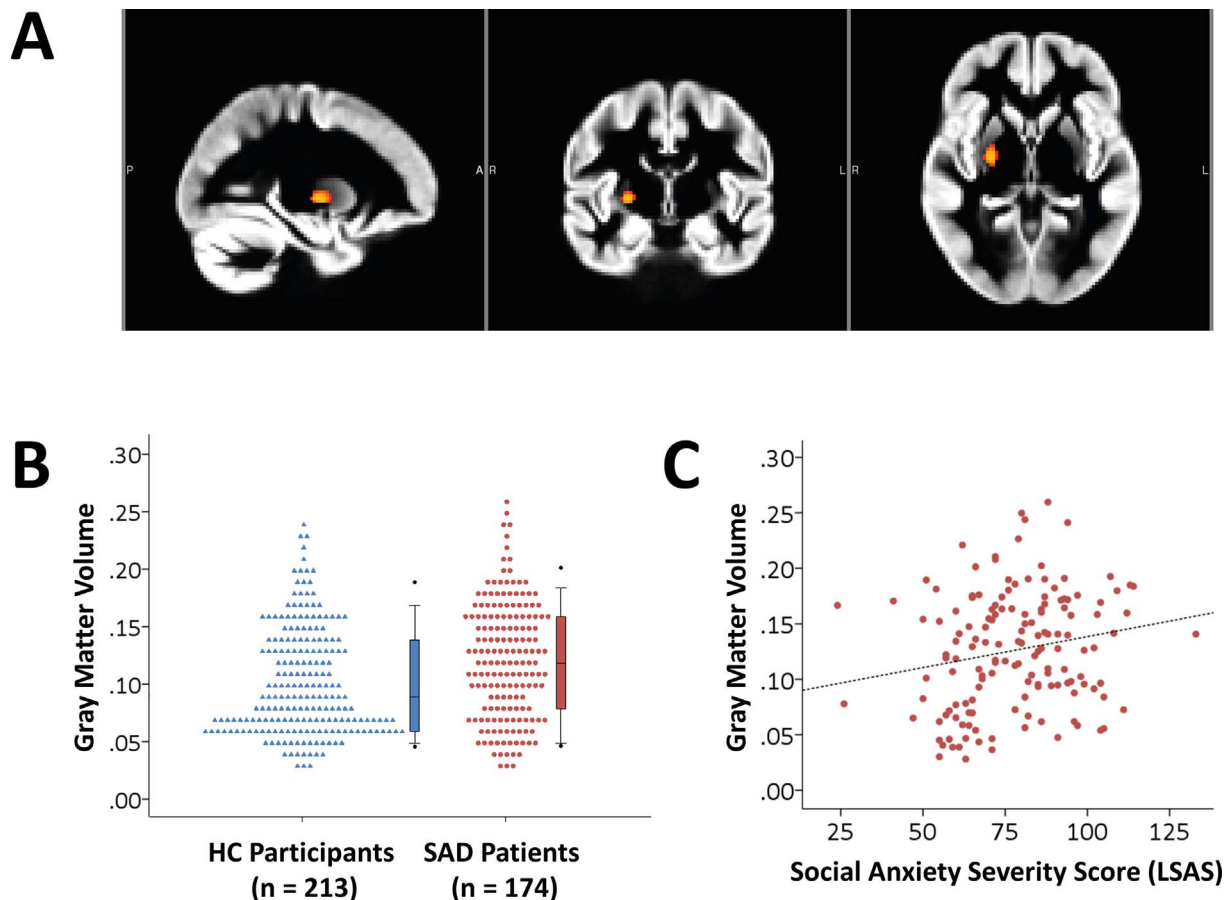 A
P
A
R
L
R
L
B
Gray Matter Volume
.30
.25
.20
.15
.10
.05
.00
HC Participants
(n = 213)
SAD Patients
(n = 174)
C
Gray Matter Volume
.30
.25
.20
.15
.10
.05
.00
25
50
75
100
125
Social Anxiety Severity Score (LSAS)